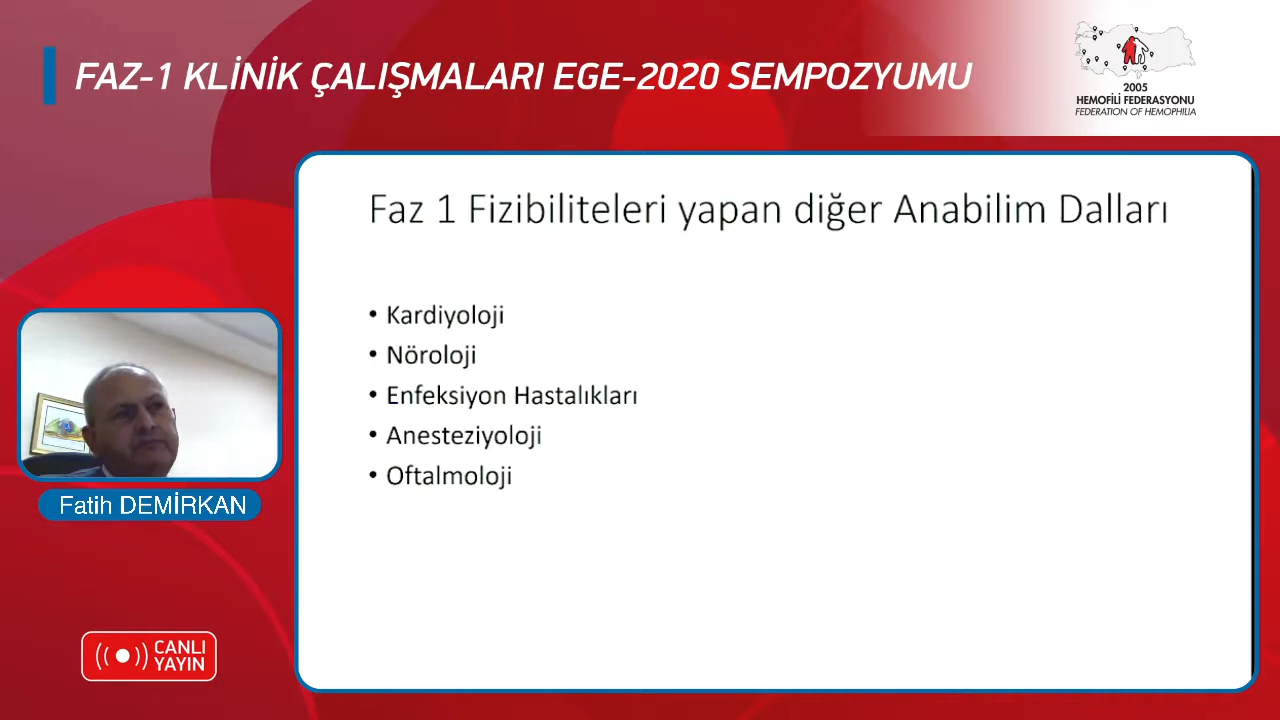 FAZ-1 KLİNİK ÇALIŞMALARI EGE-2020 SEMPOZYUMU
2005
HEMOFİLİ FEDERASYONU
FEDERATION OF HEMOPHILIA
Faz 1 Fizibiliteleri yapan diğer Anabilim Dalları
• Kardiyoloji
• Nöroloji
• Enfeksiyon Hastalıkları
• Anesteziyoloji
• Oftalmoloji
Fatih DEMİRKAN
CANLI
YAYIN